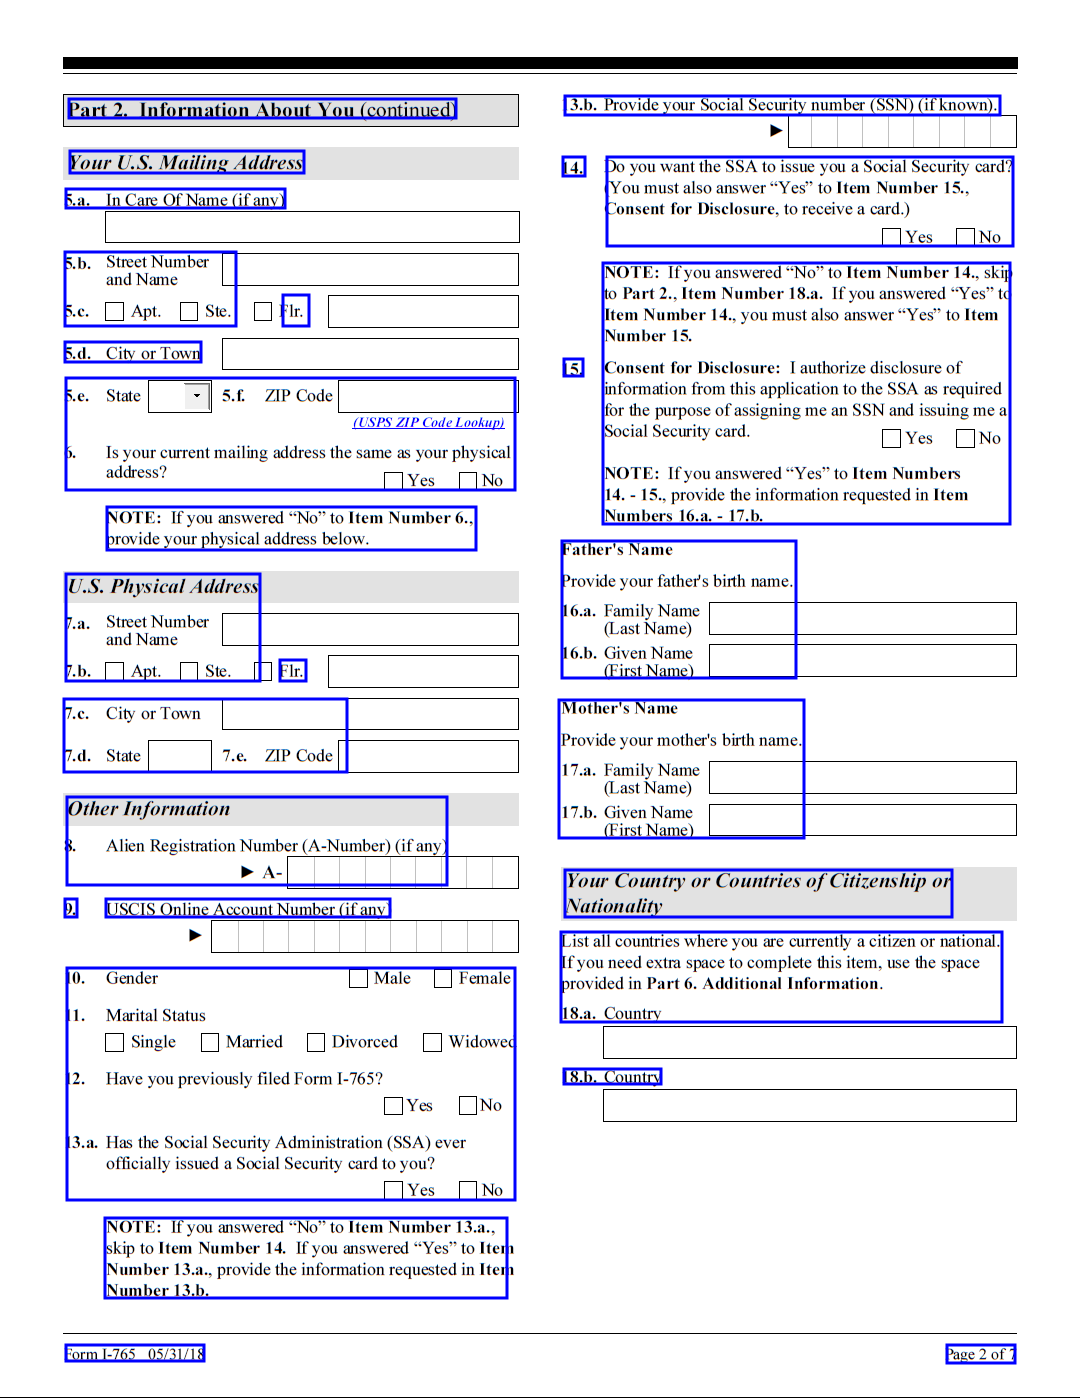 Part 2. Information About You (continued)
Your U.S. Mailing Address
5.a. In Care Of Name (if any)
5.b. Street Number
and Name
5.c. Apt. Ste. Flr.
5.d. City or Town
5.e. State 5.f. ZIP Code
(USPS ZIP Code Lookup)
6. Is your current mailing address the same as your physical
address? Yes No
NOTE: If you answered “No” to Item Number 6.,
provide your physical address below.
U.S. Physical Address
7.a. Street Number
and Name
7.b. Apt. Ste. Flr.
7.c. City or Town
7.d. State 7.e. ZIP Code
Other Information
8. Alien Registration Number (A-Number) (if any)
► A-
9. USCIS Online Account Number (if any)
►
10. Gender Male Female
11. Marital Status
Single Married Divorced Widowed
12. Have you previously filed Form I-765?
Yes No
13.a. Has the Social Security Administration (SSA) ever
officially issued a Social Security card to you?
Yes No
NOTE: If you answered “No” to Item Number 13.a.,
skip to Item Number 14. If you answered “Yes” to Item
Number 13.a., provide the information requested in Item
Number 13.b.
13.b. Provide your Social Security number (SSN) (if known).
►
14. Do you want the SSA to issue you a Social Security card?
(You must also answer “Yes” to Item Number 15.,
Consent for Disclosure, to receive a card.)
Yes No
NOTE: If you answered “No” to Item Number 14., skip
to Part 2., Item Number 18.a. If you answered “Yes” to
Item Number 14., you must also answer “Yes” to Item
Number 15.
15. Consent for Disclosure: I authorize disclosure of
information from this application to the SSA as required
for the purpose of assigning me an SSN and issuing me a
Social Security card. Yes No
NOTE: If you answered “Yes” to Item Numbers
14. - 15., provide the information requested in Item
Numbers 16.a. - 17.b.
Father's Name
Provide your father's birth name.
16.a. Family Name
(Last Name)
16.b. Given Name
(First Name)
Mother's Name
Provide your mother's birth name.
17.a. Family Name
(Last Name)
17.b. Given Name
(First Name)
Your Country or Countries of Citizenship or
Nationality
List all countries where you are currently a citizen or national.
If you need extra space to complete this item, use the space
provided in Part 6. Additional Information.
18.a. Country
18.b. Country
Form I-765 05/31/18
Page 2 of 7